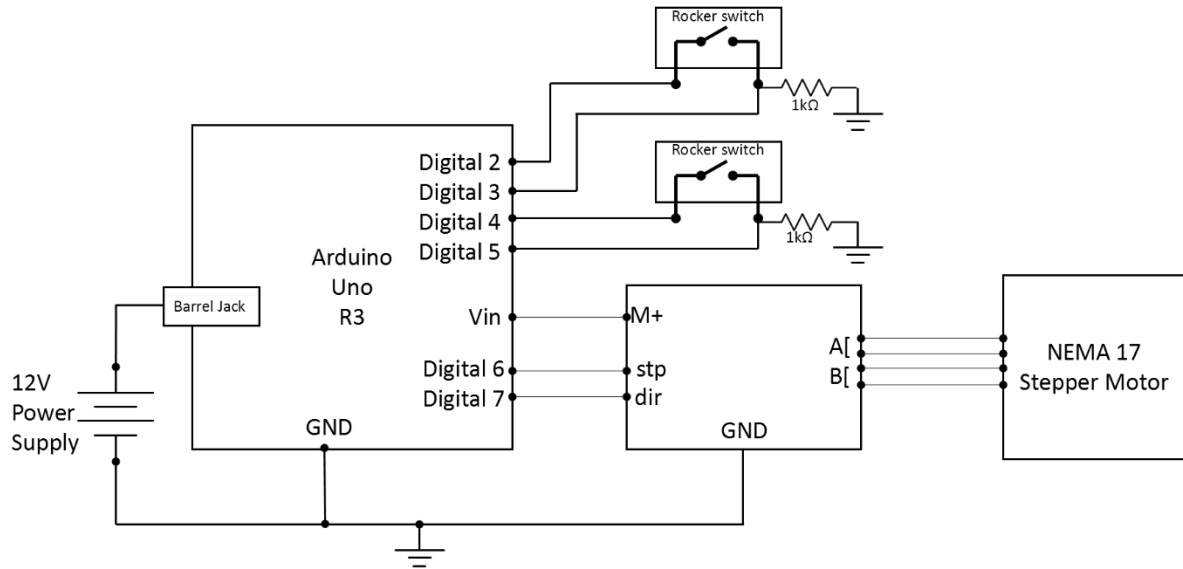 Rocker switch
1kΩ
Digital 2
Digital 3
Rocker switch
1kΩ
Digital 4
Digital 5
Arduino
Uno
R3
Barrel Jack
Vin
M+
Digital 6
stp
Digital 7
dir
GND
GND
A[
B[
NEMA 17
Stepper Motor
12V
Power
Supply